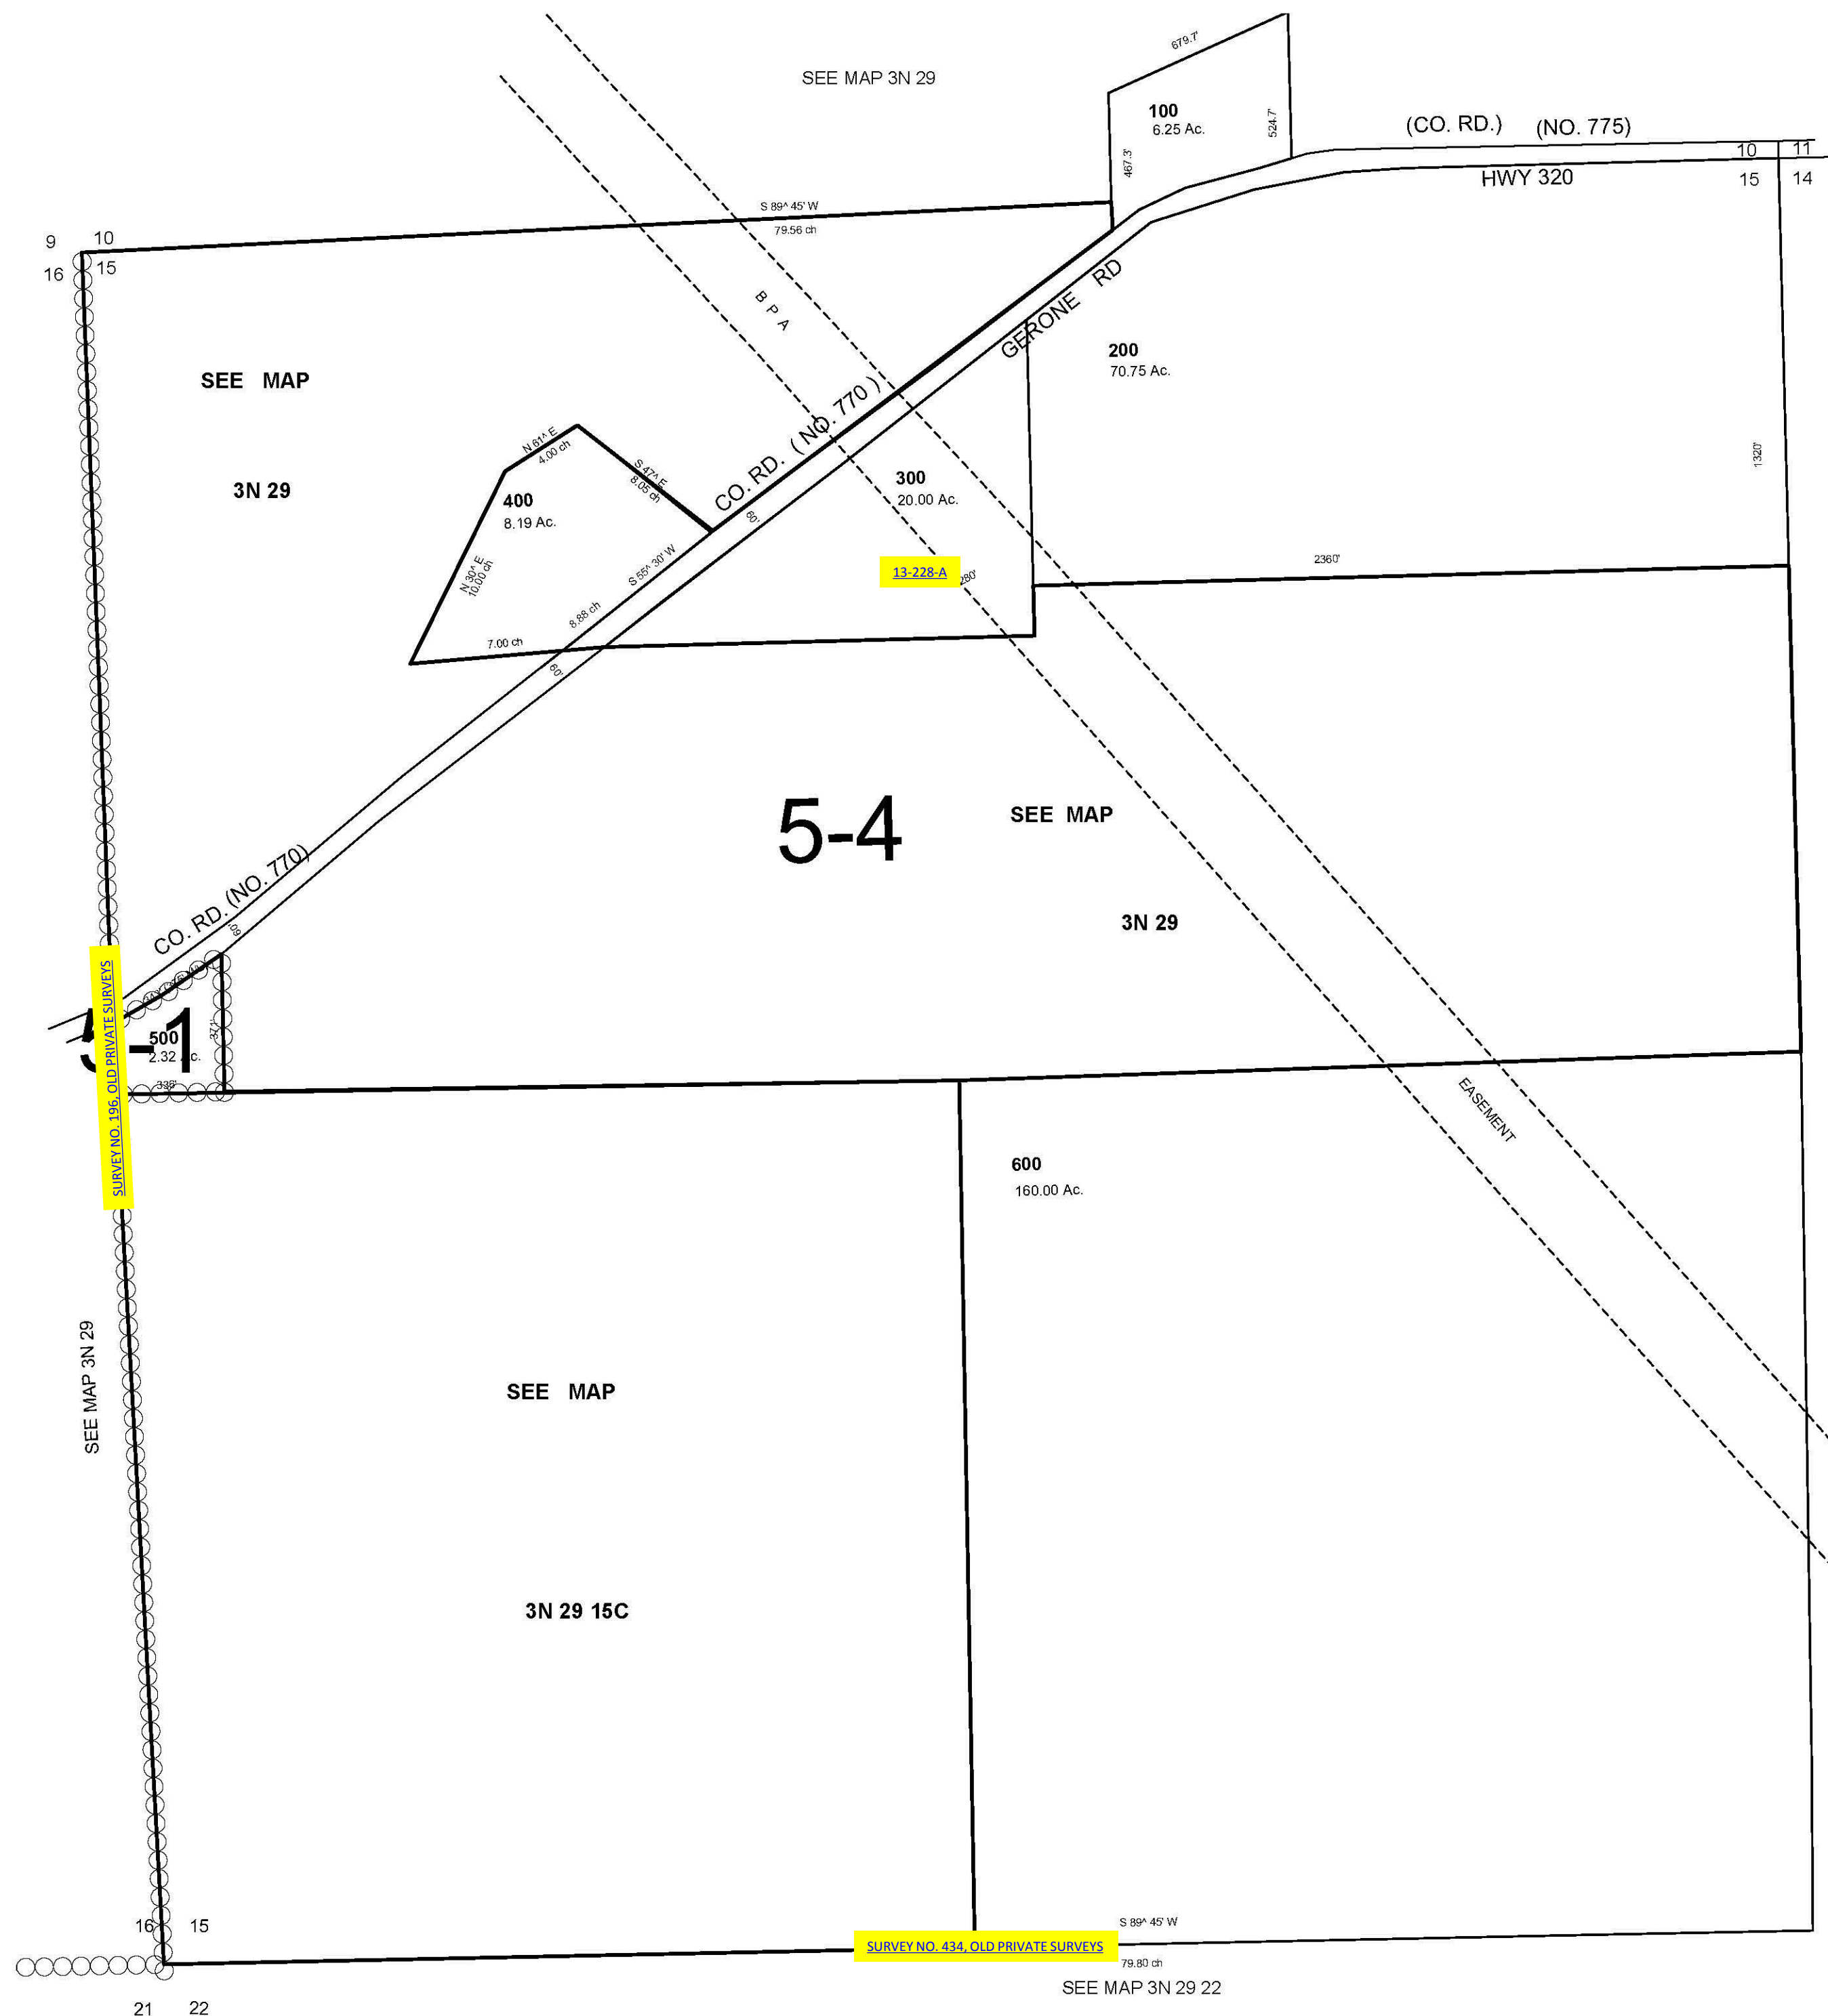 679.7'
SEE MAP 3N 29
100
6.25 Ac.
524.7'
467.3'
(CO. RD.) (NO. 775)
10 11
HWY 320
15 14
S 89^ 45' W
79.56 ch
9 10
16 15
B P A
GERONE RD
200
70.75 Ac.
SEE MAP
3N 29
CO. RD. ( NO. 770 )
N 61^ E
4.00 ch
S 47^ E
8.05 ch
1320'
300
20.00 Ac.
400
8.19 Ac.
60'
2360'
13-228-A
280'
N 30^ E
10.00 ch
S 55^ 30' W
8.88 ch
7.00 ch
60'
5-4
SEE MAP
3N 29
CO. RD. (NO. 770)
60'
SURVEY NO. 196, OLD PRIVATE SURVEYS
-1
500
2.32 c.
371'
336'
EASEMENT
600
160.00 Ac.
SEE MAP 3N 29
SEE MAP
3N 29 15C
16 15
S 89^ 45' W
SURVEY NO. 434, OLD PRIVATE SURVEYS
79.80 ch
SEE MAP 3N 29 22
21 22